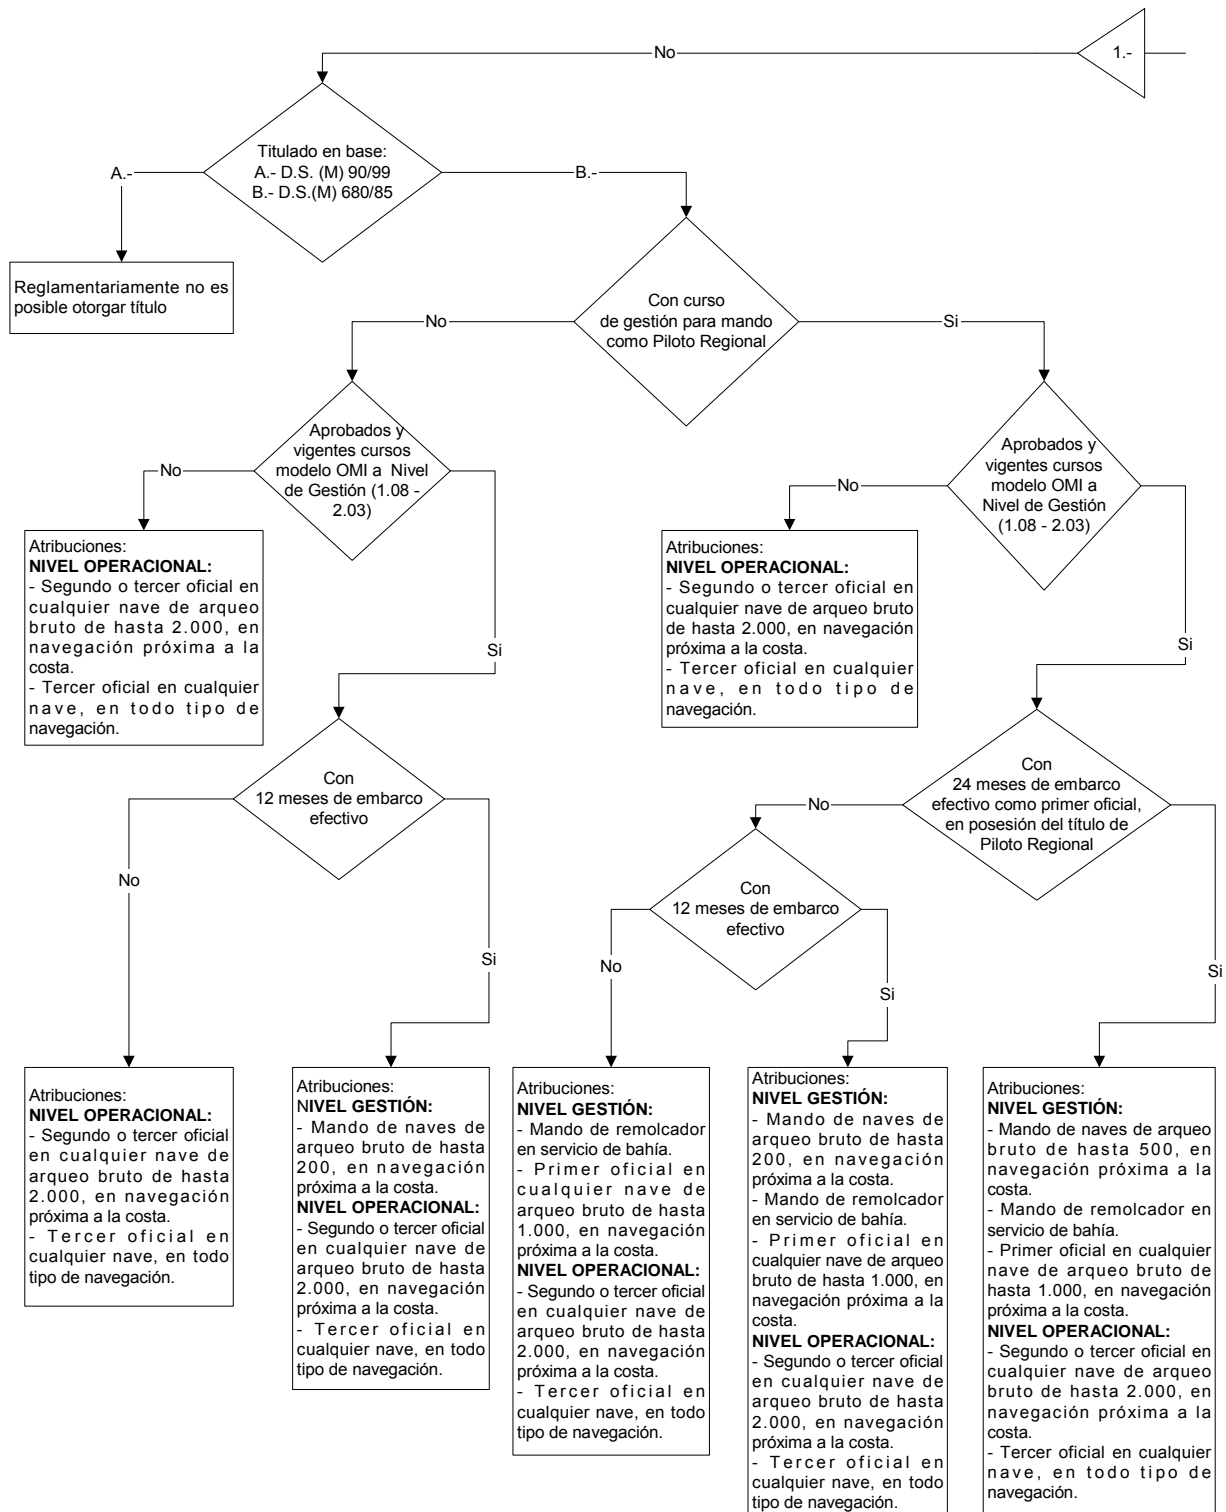 No
1.-
Titulado en base:
A.- D.S. (M) 90/99
B.- D.S.(M) 680/85
A.-
B.-
Reglamentariamente no es
posible otorgar título
Con curso
de gestión para mando
como Piloto Regional
No
Si
Aprobados y
vigentes cursos
modelo OMI a Nivel
de Gestión (1.08 -
2.03)
No
Si
Aprobados y
vigentes cursos
modelo OMI a
Nivel de Gestión
(1.08 - 2.03)
No
Si
Atribuciones:
NIVEL OPERACIONAL:
- Segundo o tercer oficial en
cualquier nave de arqueo
bruto de hasta 2.000, en
navegación próxima a la
costa.
- Tercer oficial en cualquier
nave, en todo tipo de
navegación.
Atribuciones:
NIVEL OPERACIONAL:
- Segundo o tercer oficial en
cualquier nave de arqueo bruto
de hasta 2.000, en navegación
próxima a la costa.
- Tercer oficial en cualquier
nave, en todo tipo de
navegación.
Con
12 meses de embarco
efectivo
No
Si
Con
24 meses de embarco
efectivo como primer oficial,
en posesión del título de
Piloto Regional
No
Si
Con
12 meses de embarco
efectivo
No
Si
Atribuciones:
NIVEL OPERACIONAL:
- Segundo o tercer oficial
en cualquier nave de
arqueo bruto de hasta
2.000, en navegación
próxima a la costa.
- Tercer oficial en
cualquier nave, en todo
tipo de navegación.
Atribuciones:
NIVEL GESTIÓN:
- Mando de naves de
arqueo bruto de hasta
200, en navegación
próxima a la costa.
NIVEL OPERACIONAL:
- Segundo o tercer oficial
en cualquier nave de
arqueo bruto de hasta
2.000, en navegación
próxima a la costa.
- Tercer oficial en
cualquier nave, en todo
tipo de navegación.
Atribuciones:
NIVEL GESTIÓN:
- Mando de remolcador
en servicio de bahía.
- Primer oficial en
cualquier nave de
arqueo bruto de hasta
1.000, en navegación
próxima a la costa.
NIVEL OPERACIONAL:
- Segundo o tercer oficial
en cualquier nave de
arqueo bruto de hasta
2.000, en navegación
próxima a la costa.
- Tercer oficial en
cualquier nave, en todo
tipo de navegación.
Atribuciones:
NIVEL GESTIÓN:
- Mando de naves de
arqueo bruto de hasta
200, en navegación
próxima a la costa.
- Mando de remolcador
en servicio de bahía.
- Primer oficial en
cualquier nave de arqueo
bruto de hasta 1.000, en
navegación próxima a la
costa.
NIVEL OPERACIONAL:
- Segundo o tercer oficial
en cualquier nave de
arqueo bruto de hasta
2.000, en navegación
próxima a la costa.
- Tercer oficial en
cualquier nave, en todo
tipo de navegación.
Atribuciones:
NIVEL GESTIÓN:
- Mando de naves de arqueo
bruto de hasta 500, en
navegación próxima a la
costa.
- Mando de remolcador en
servicio de bahía.
- Primer oficial en cualquier
nave de arqueo bruto de
hasta 1.000, en navegación
próxima a la costa.
NIVEL OPERACIONAL:
- Segundo o tercer oficial en
cualquier nave de arqueo
bruto de hasta 2.000, en
navegación próxima a la
costa.
- Tercer oficial en cualquier
nave, en todo tipo de
navegación.